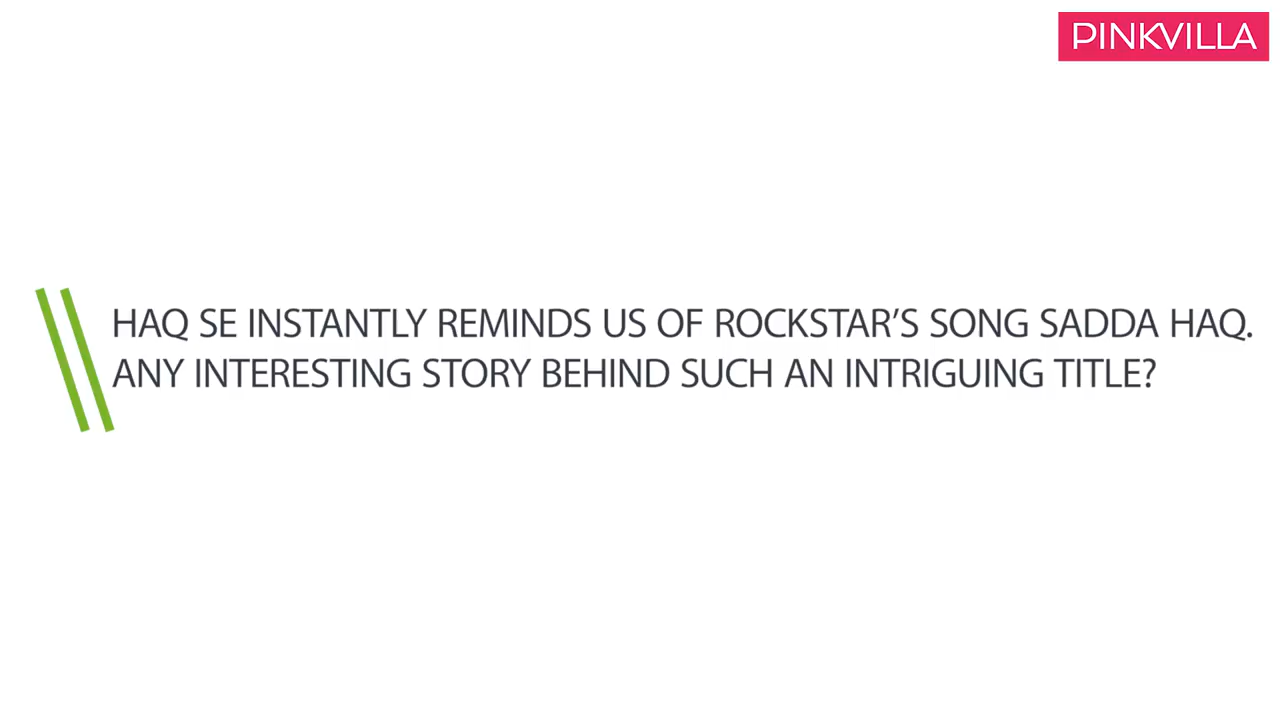 PINKVILLA
HAQ SE INSTANTLY REMINDS US OF ROCKSTAR'S SONG SADDA HAQ.
ANY INTERESTING STORY BEHIND SUCH AN INTRIGUING TITLE?